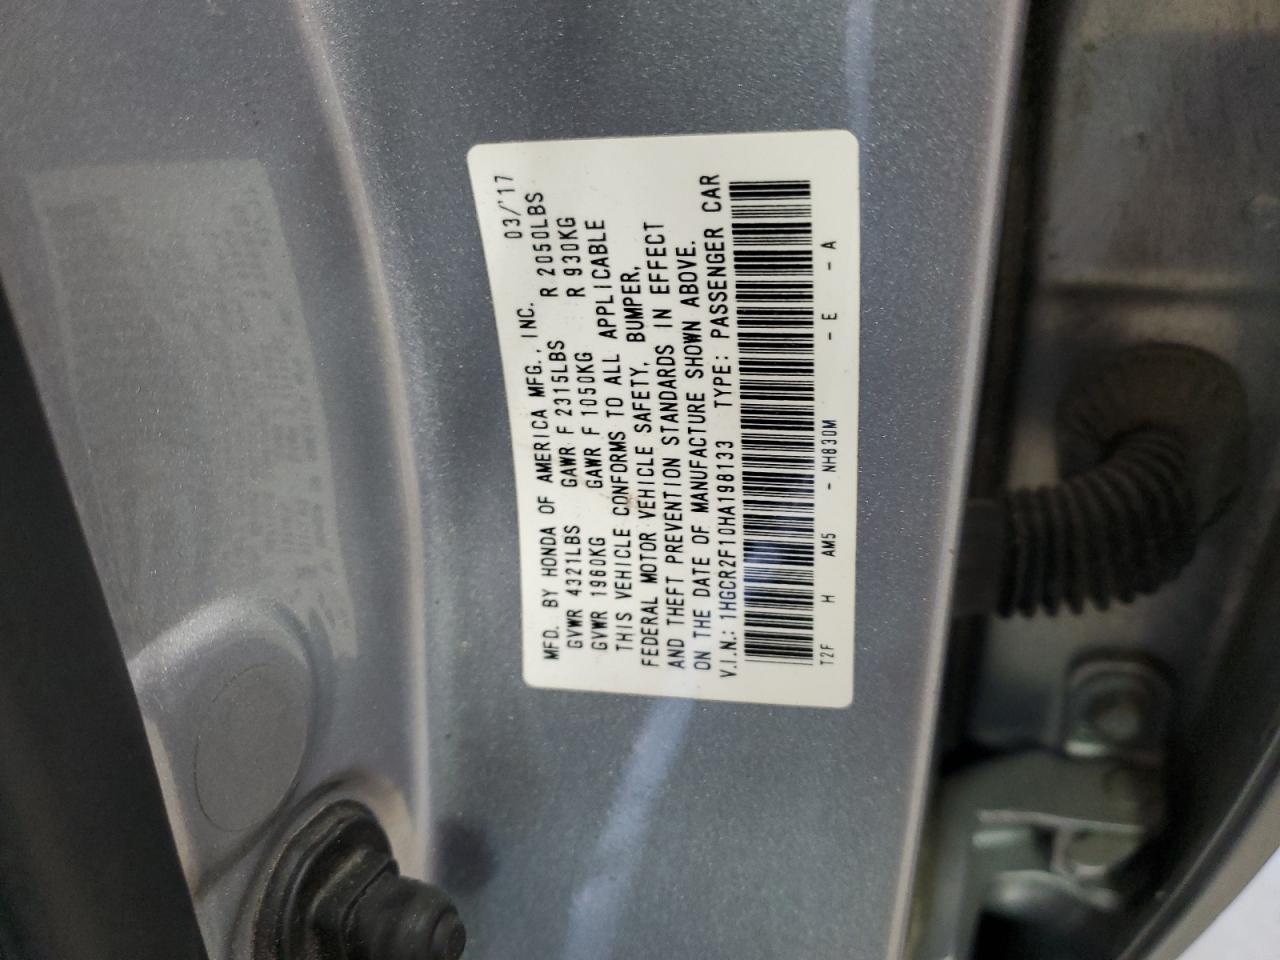 MFD. BY HONDA OF AMERICA MFG., INC. 03/'17
GVWR 4321LBS GAWR F 2315LBS R 2050LBS
GVWR 1960KG GAWR F 1050KG R 930KG
THIS VEHICLE CONFORMS TO ALL APPLICABLE
FEDERAL MOTOR VEHICLE SAFETY, BUMPER,
AND THEFT PREVENTION STANDARDS IN EFFECT
ON THE DATE OF MANUFACTURE SHOWN ABOVE.
V.I.N.: 1HGCR2F10HA198133 TYPE: PASSENGER CAR
T2F H AM5 - NH830M - E - A